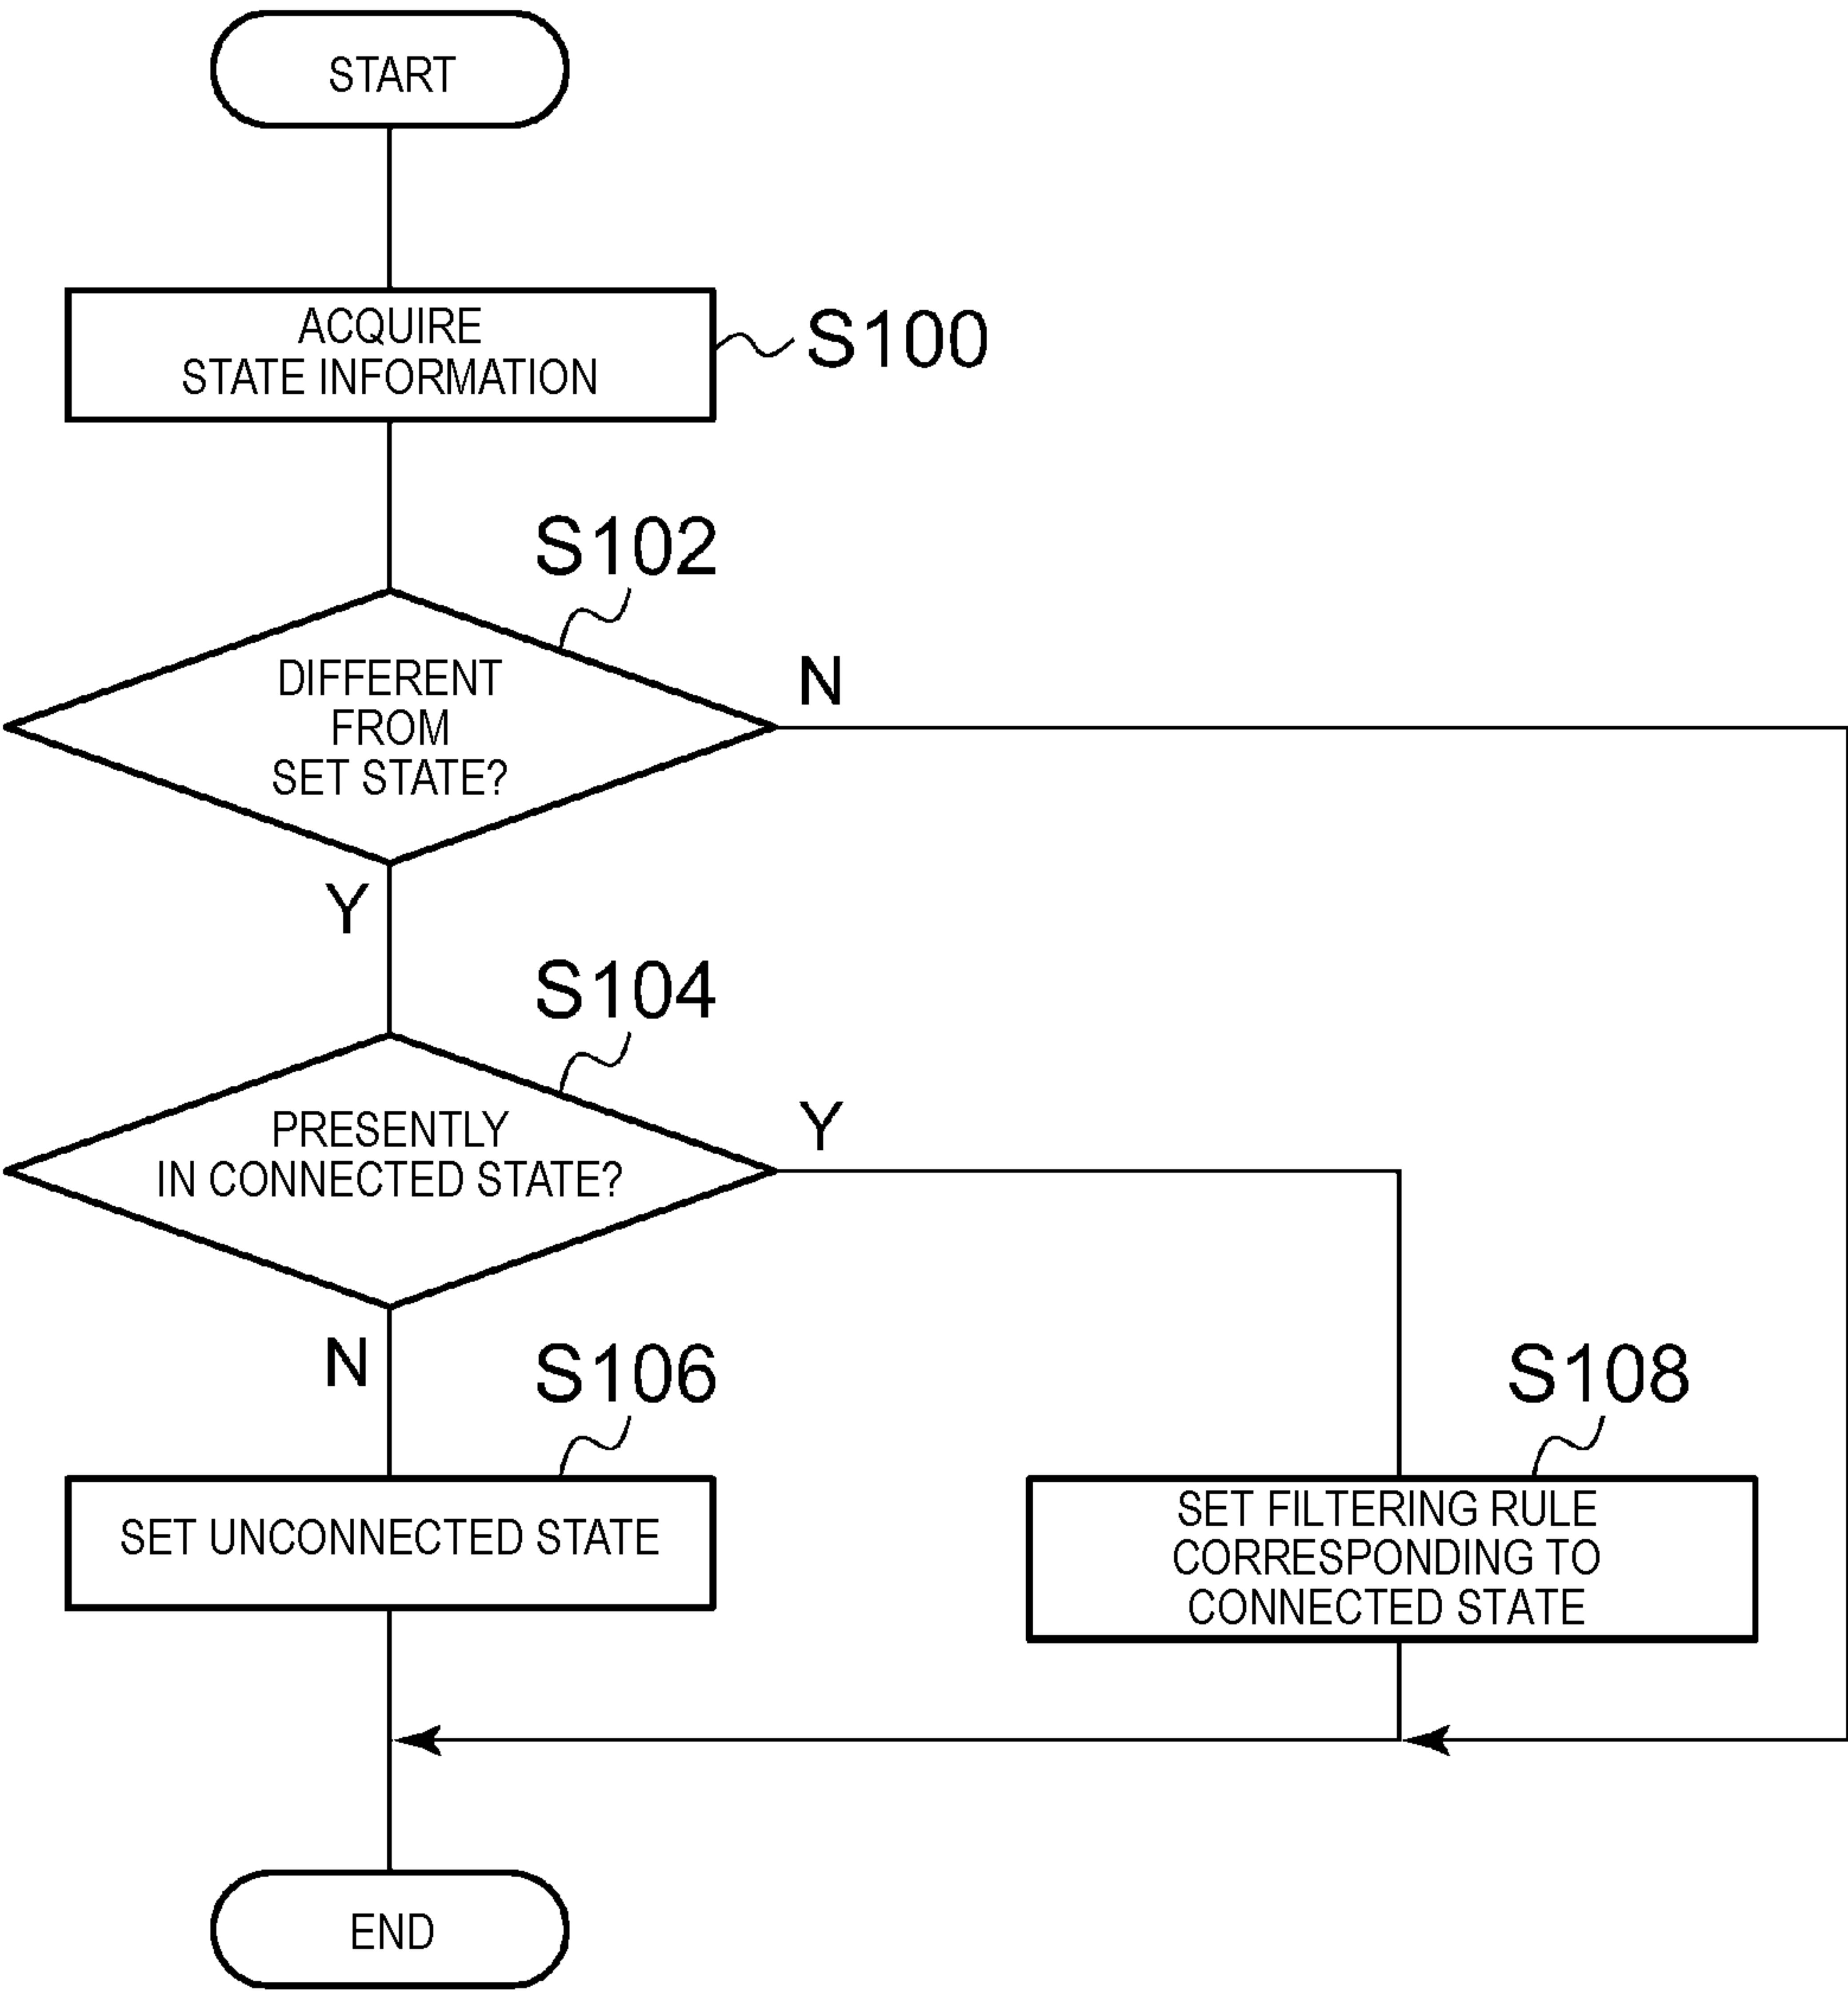 START
ACQUIRE
STATE INFORMATION
S100
S102
DIFFERENT
FROM
SET STATE?
N
Y
S104
PRESENTLY
IN CONNECTED STATE?
Y
N
S106
SET UNCONNECTED STATE
S108
SET FILTERING RULE
CORRESPONDING TO
CONNECTED STATE
END